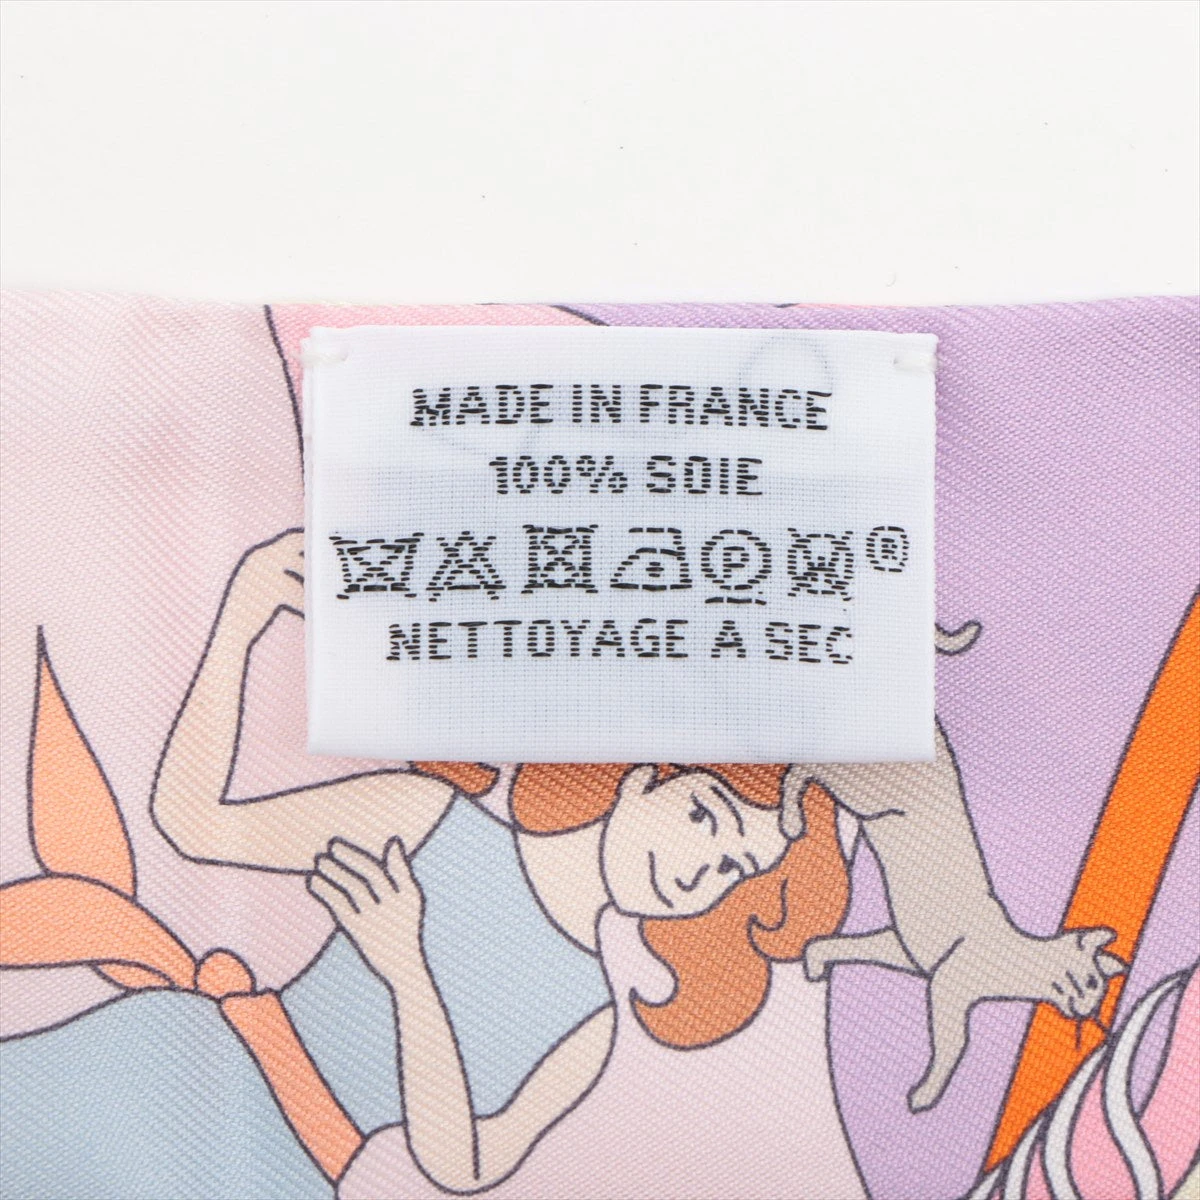 MADE IN FRANCE
100% SOIE
P W ®
NETTOYAGE A SEC